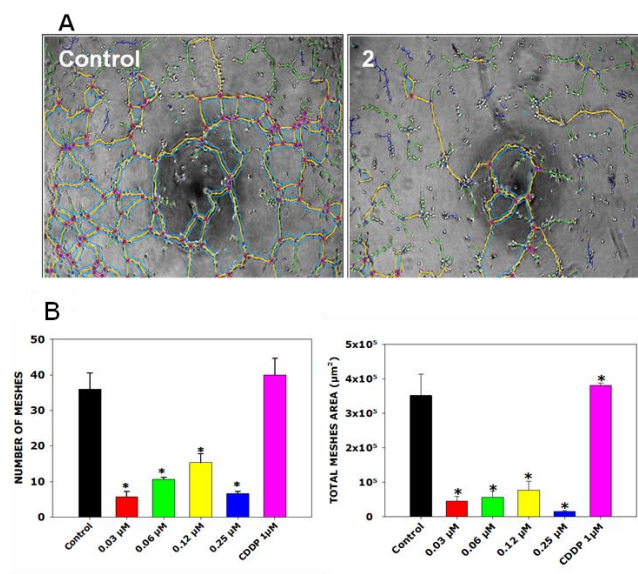 A
Control
2
B
NUMBER OF MESHES
50
40
30
20
10
0
*
*
*
*
Control
0.03 µM
0.06 µM
0.12 µM
0.25 µM
CDDP 1µM
TOTAL MESHES AREA (µm²)
5x10⁵
4x10⁵
3x10⁵
2x10⁵
10⁵
0
*
*
*
*
*
Control
0.03 µM
0.06 µM
0.12 µM
0.25 µM
CDDP 1µM